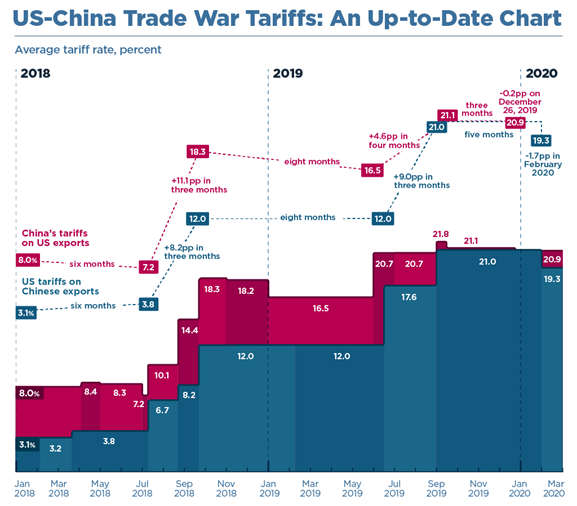 US-China Trade War Tariffs: An Up-to-Date Chart
Average tariff rate, percent
2018
2019
2020
-0.2pp on
December
26, 2019
three
months
21.1
20.9
21.0
five months
19.3
-1.7pp in
February
2020
+4.6pp in
four months
18.3
eight months
16.5
+11.1pp in
three months
+9.0pp in
three months
12.0
eight months
12.0
China's tariffs
on US exports
8.0%
six months
7.2
+8.2pp in
three months
US tariffs on
Chinese exports
3.1%
six months
3.8
21.8
21.1
20.7
20.7
21.0
20.9
19.3
18.3
18.2
16.5
17.6
14.4
12.0
12.0
10.1
8.0%
8.4
8.3
7.2
6.7
8.2
3.1%
3.2
3.8
Jan
2018
Mar
2018
May
2018
Jul
2018
Sep
2018
Nov
2018
Jan
2019
Mar
2019
May
2019
Jul
2019
Sep
2019
Nov
2019
Jan
2020
Mar
2020